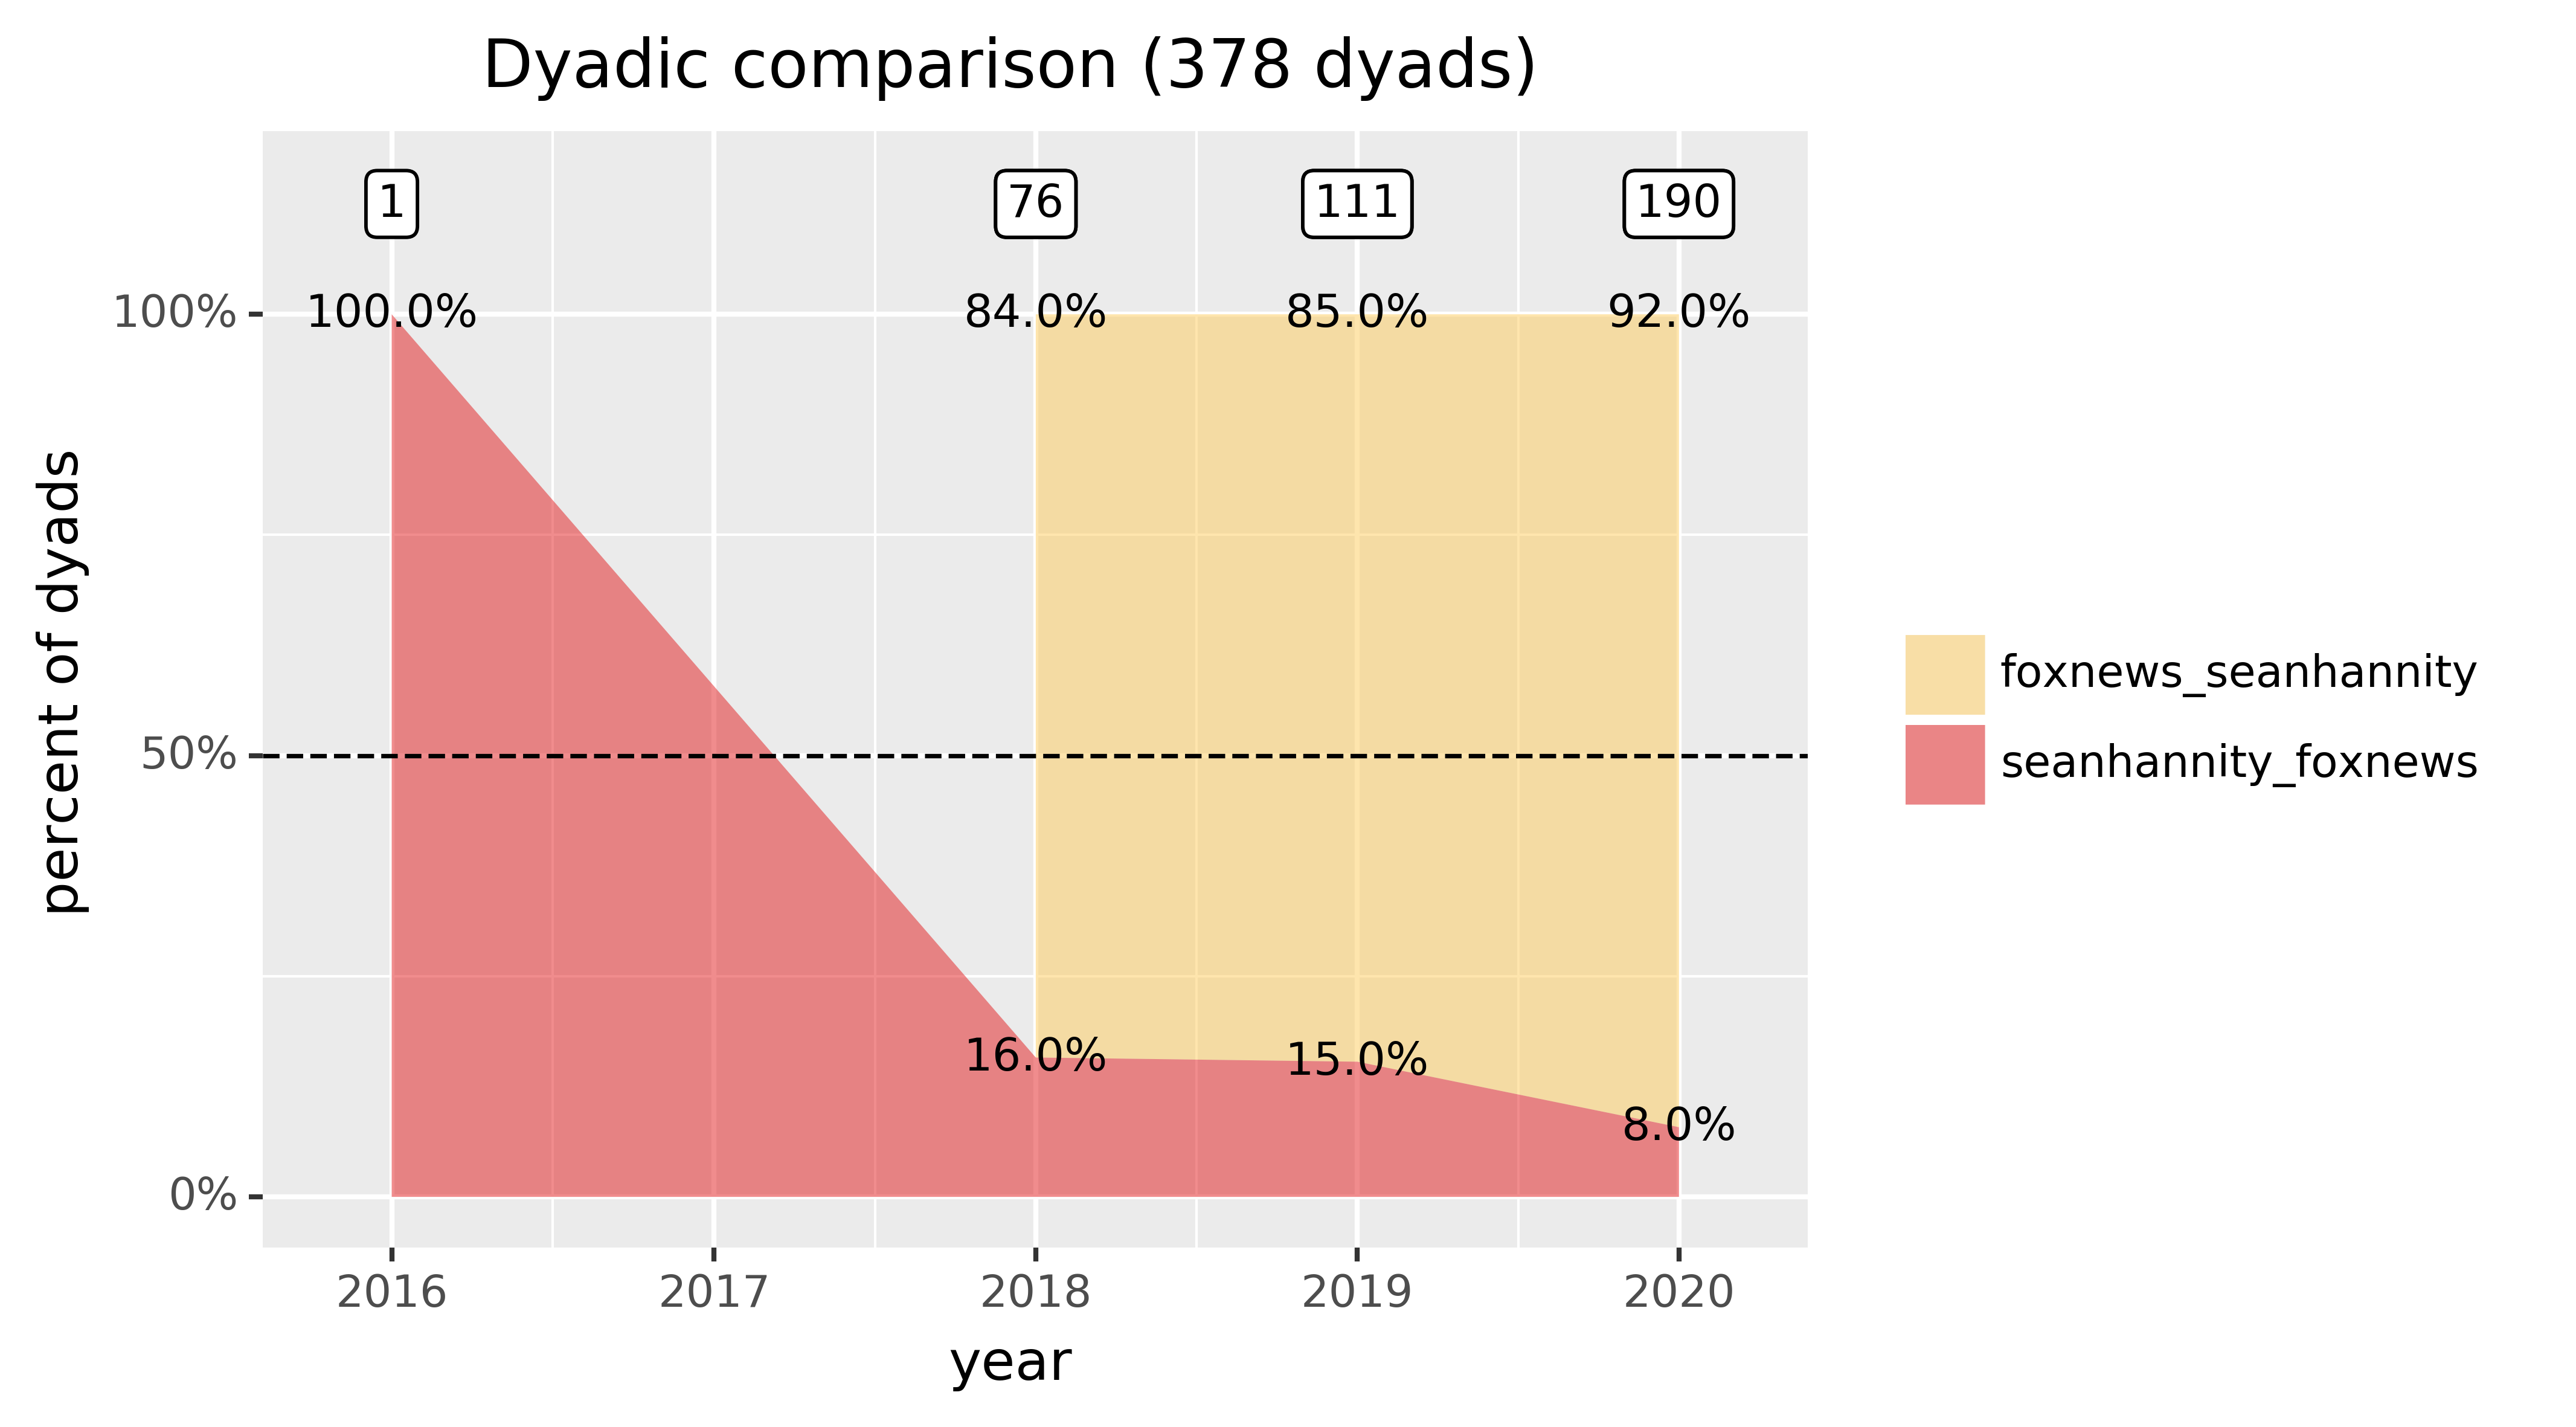 Dyadic comparison (378 dyads)
1 76 111 190
100% 100.0% 84.0% 85.0% 92.0%
percent of dyads
50%
16.0% 15.0%
8.0%
0%
2016 2017 2018 2019 2020
year
foxnews_seanhannity
seanhannity_foxnews